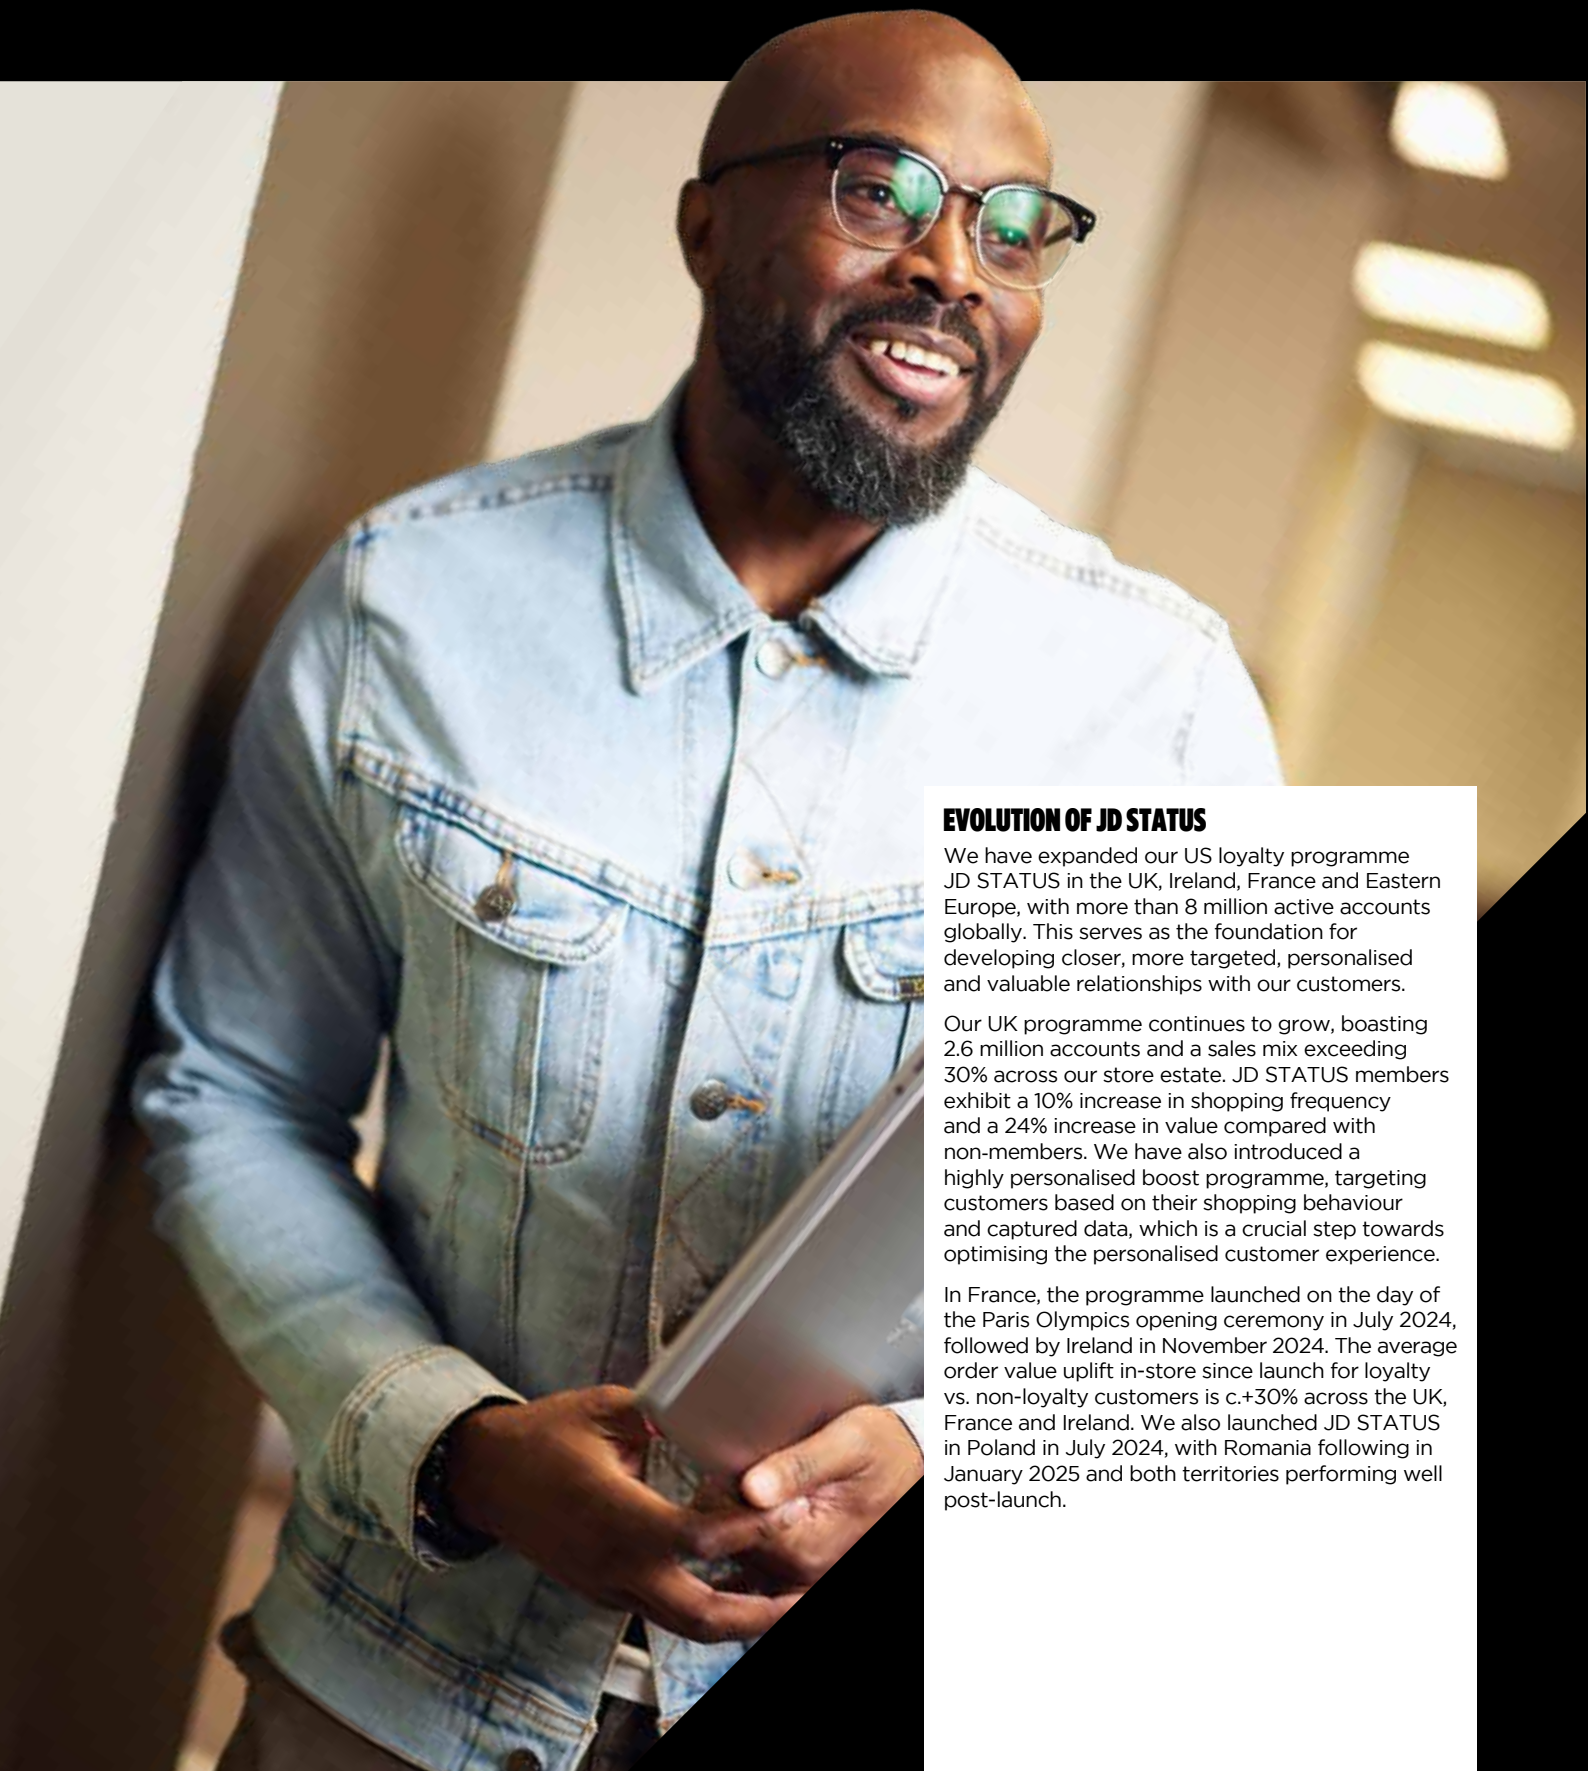 EVOLUTION OF JD STATUS
We have expanded our US loyalty programme
JD STATUS in the UK, Ireland, France and Eastern
Europe, with more than 8 million active accounts
globally. This serves as the foundation for
developing closer, more targeted, personalised
and valuable relationships with our customers.
Our UK programme continues to grow, boasting
2.6 million accounts and a sales mix exceeding
30% across our store estate. JD STATUS members
exhibit a 10% increase in shopping frequency
and a 24% increase in value compared with
non-members. We have also introduced a
highly personalised boost programme, targeting
customers based on their shopping behaviour
and captured data, which is a crucial step towards
optimising the personalised customer experience.
In France, the programme launched on the day of
the Paris Olympics opening ceremony in July 2024,
followed by Ireland in November 2024. The average
order value uplift in-store since launch for loyalty
vs. non-loyalty customers is c.+30% across the UK,
France and Ireland. We also launched JD STATUS
in Poland in July 2024, with Romania following in
January 2025 and both territories performing well
post-launch.